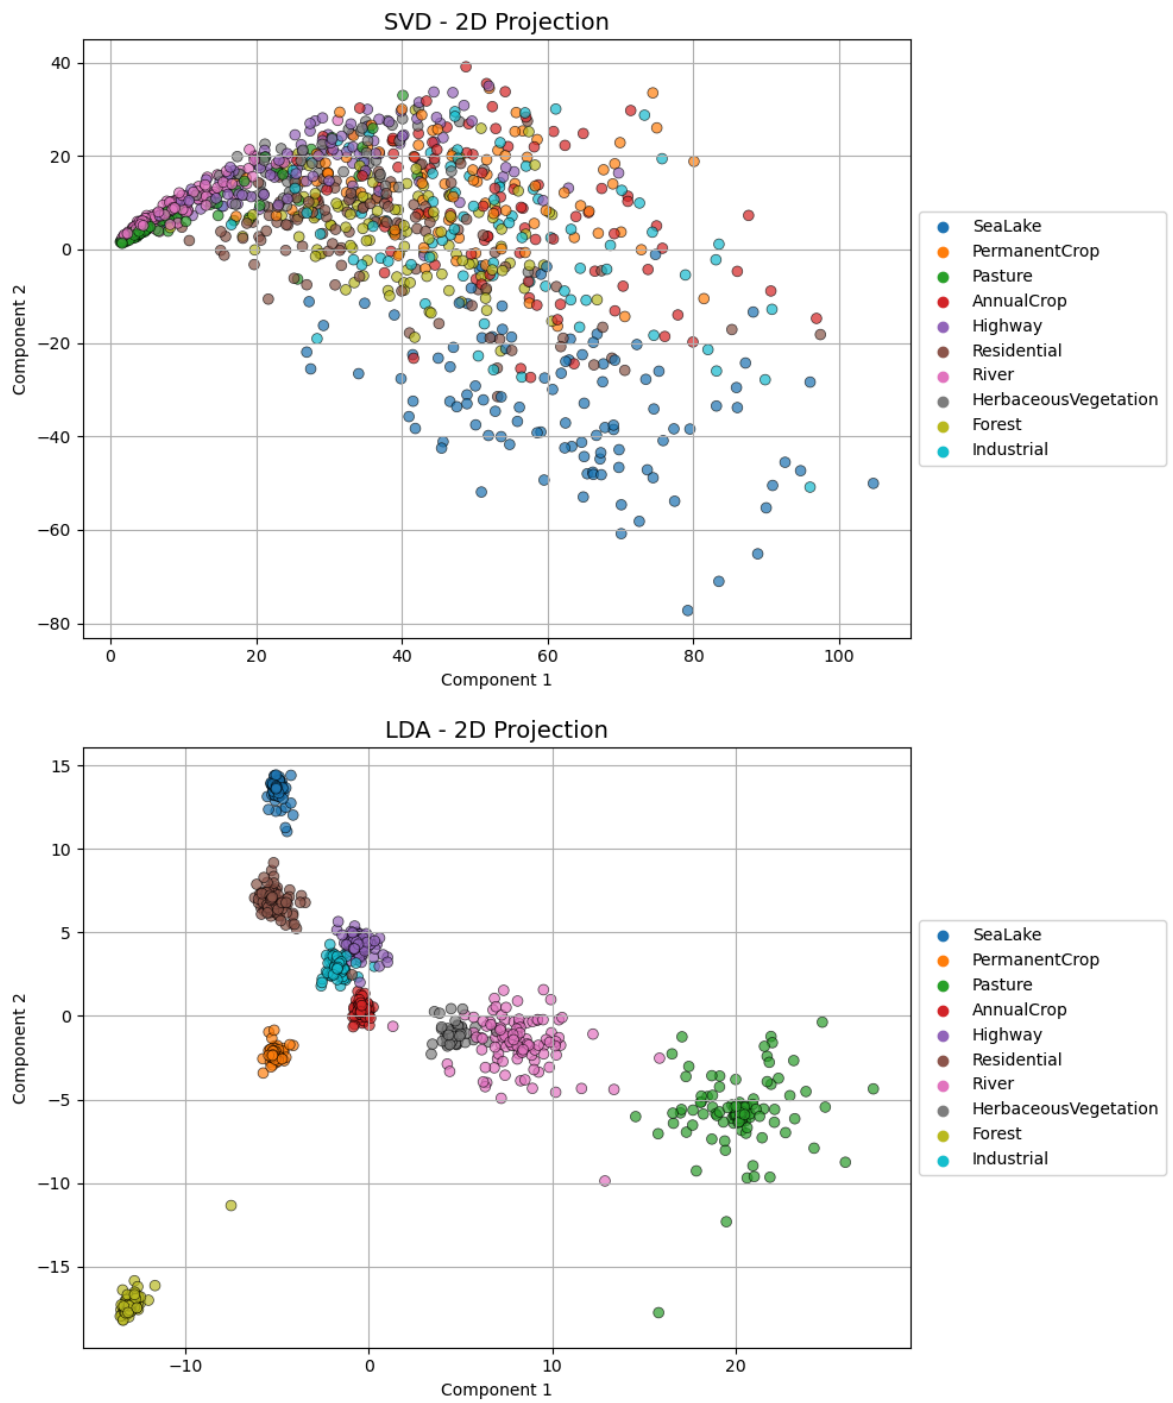 SVD - 2D Projection
40
20
0
−20
−40
−60
−80
Component 2
0 20 40 60 80 100
Component 1
SeaLake
PermanentCrop
Pasture
AnnualCrop
Highway
Residential
River
HerbaceousVegetation
Forest
Industrial
LDA - 2D Projection
15
10
5
0
−5
−10
−15
Component 2
−10 0 10 20
Component 1
SeaLake
PermanentCrop
Pasture
AnnualCrop
Highway
Residential
River
HerbaceousVegetation
Forest
Industrial